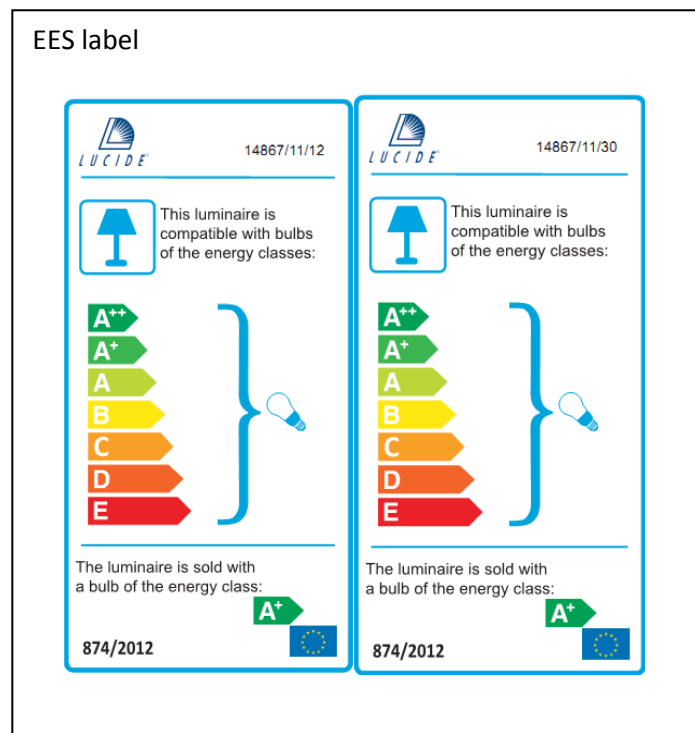 EES label
LUCIDE
14867/11/12
This luminaire is
compatible with bulbs
of the energy classes:
A++
A+
A
B
C
D
E
The luminaire is sold with
a bulb of the energy class:
A+
874/2012
LUCIDE
14867/11/30
This luminaire is
compatible with bulbs
of the energy classes:
A++
A+
A
B
C
D
E
The luminaire is sold with
a bulb of the energy class:
A+
874/2012